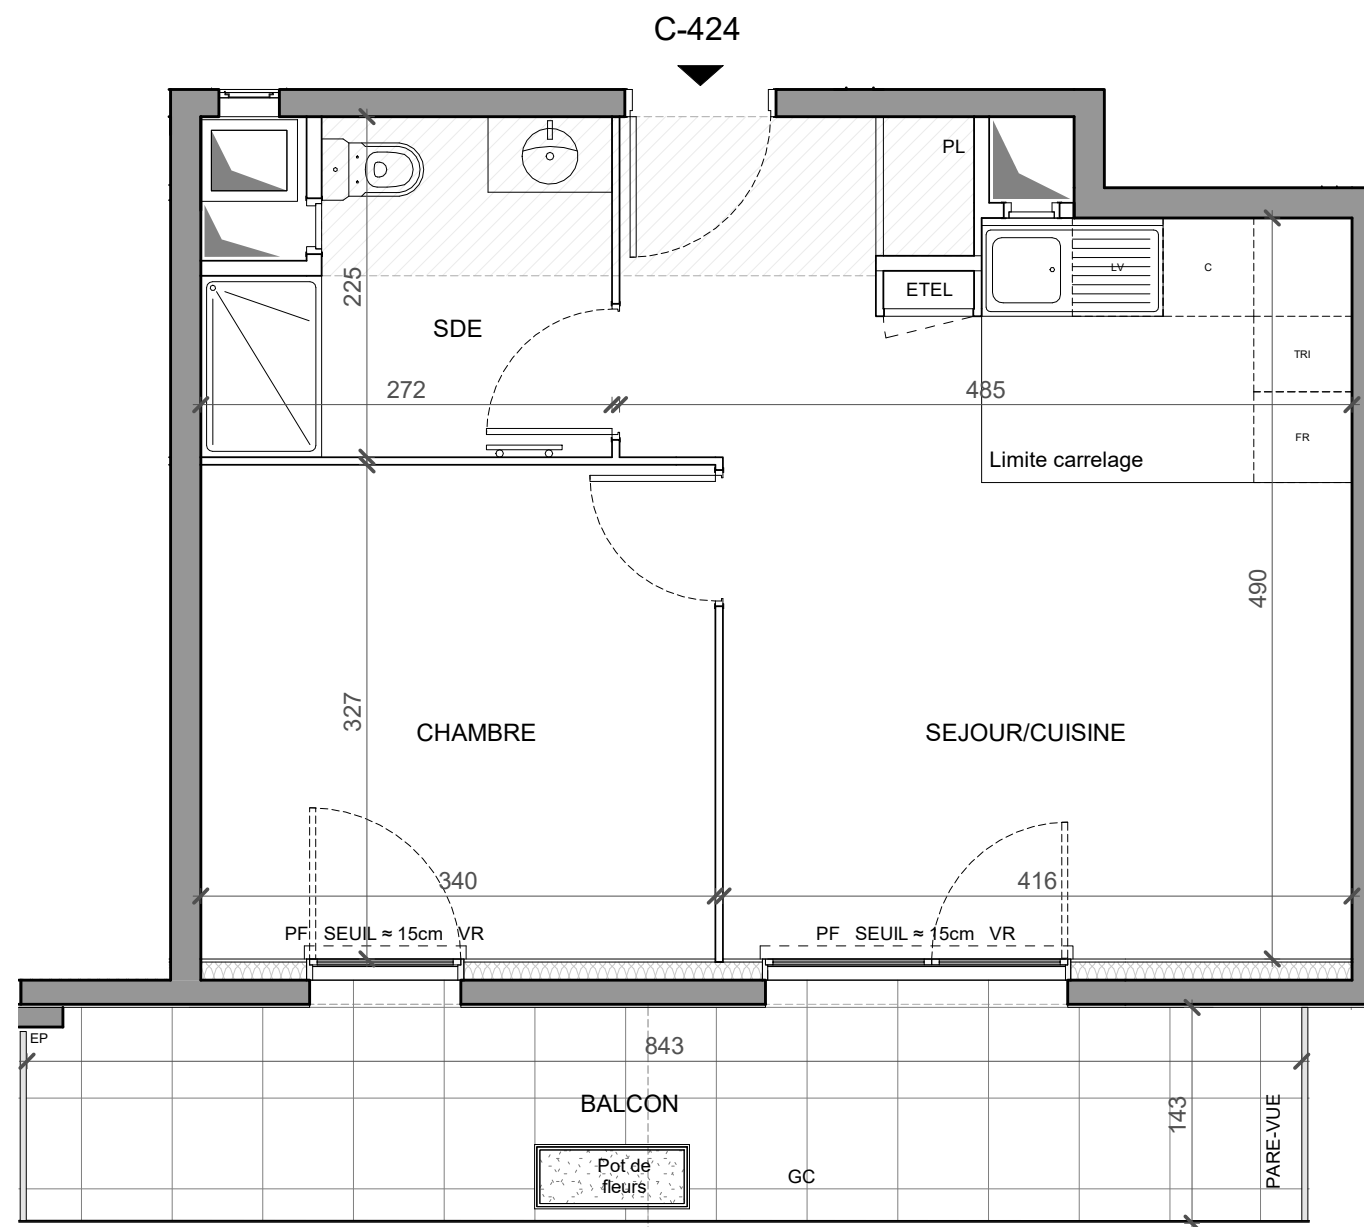 C-424
PL
ETEL
LV
C
TRI
FR
SDE
225
272
485
Limite carrelage
490
327
CHAMBRE
SEJOUR/CUISINE
340
416
PF SEUIL ≈ 15cm VR
PF SEUIL ≈ 15cm VR
EP
843
BALCON
143
PARE-VUE
Pot de
fleurs
GC